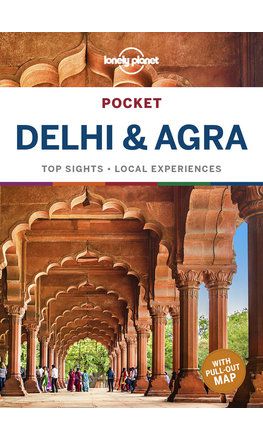 lonely planet
POCKET
DELHI & AGRA
TOP SIGHTS • LOCAL EXPERIENCES
WITH
PULL-OUT
MAP